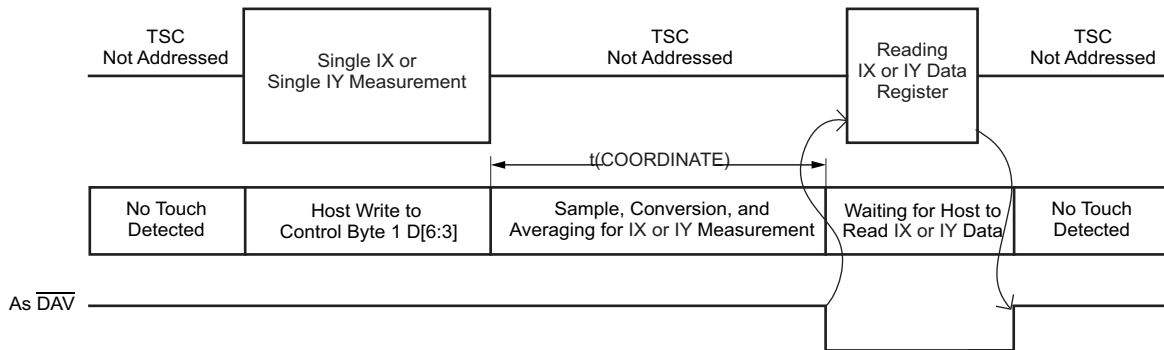 TSC
Not Addressed
Single IX or
Single IY Measurement
TSC
Not Addressed
Reading
IX or IY Data
Register
TSC
Not Addressed
t(COORDINATE)
No Touch
Detected
Host Write to
Control Byte 1 D[6:3]
Sample, Conversion, and
Averaging for IX or IY Measurement
Waiting for Host to
Read IX or IY Data
No Touch
Detected
As DAV